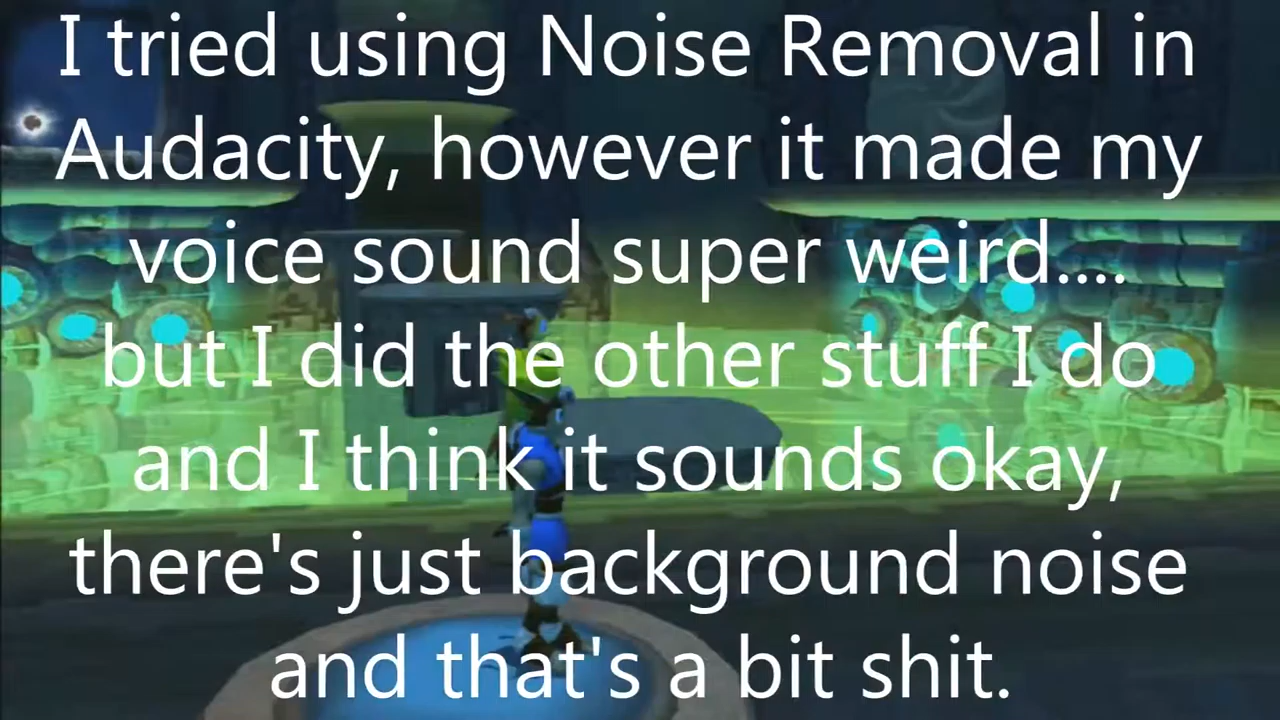 I tried using Noise Removal in
Audacity, however it made my
voice sound super weird....
but I did the other stuff I do
and I think it sounds okay,
there's just background noise
and that's a bit shit.